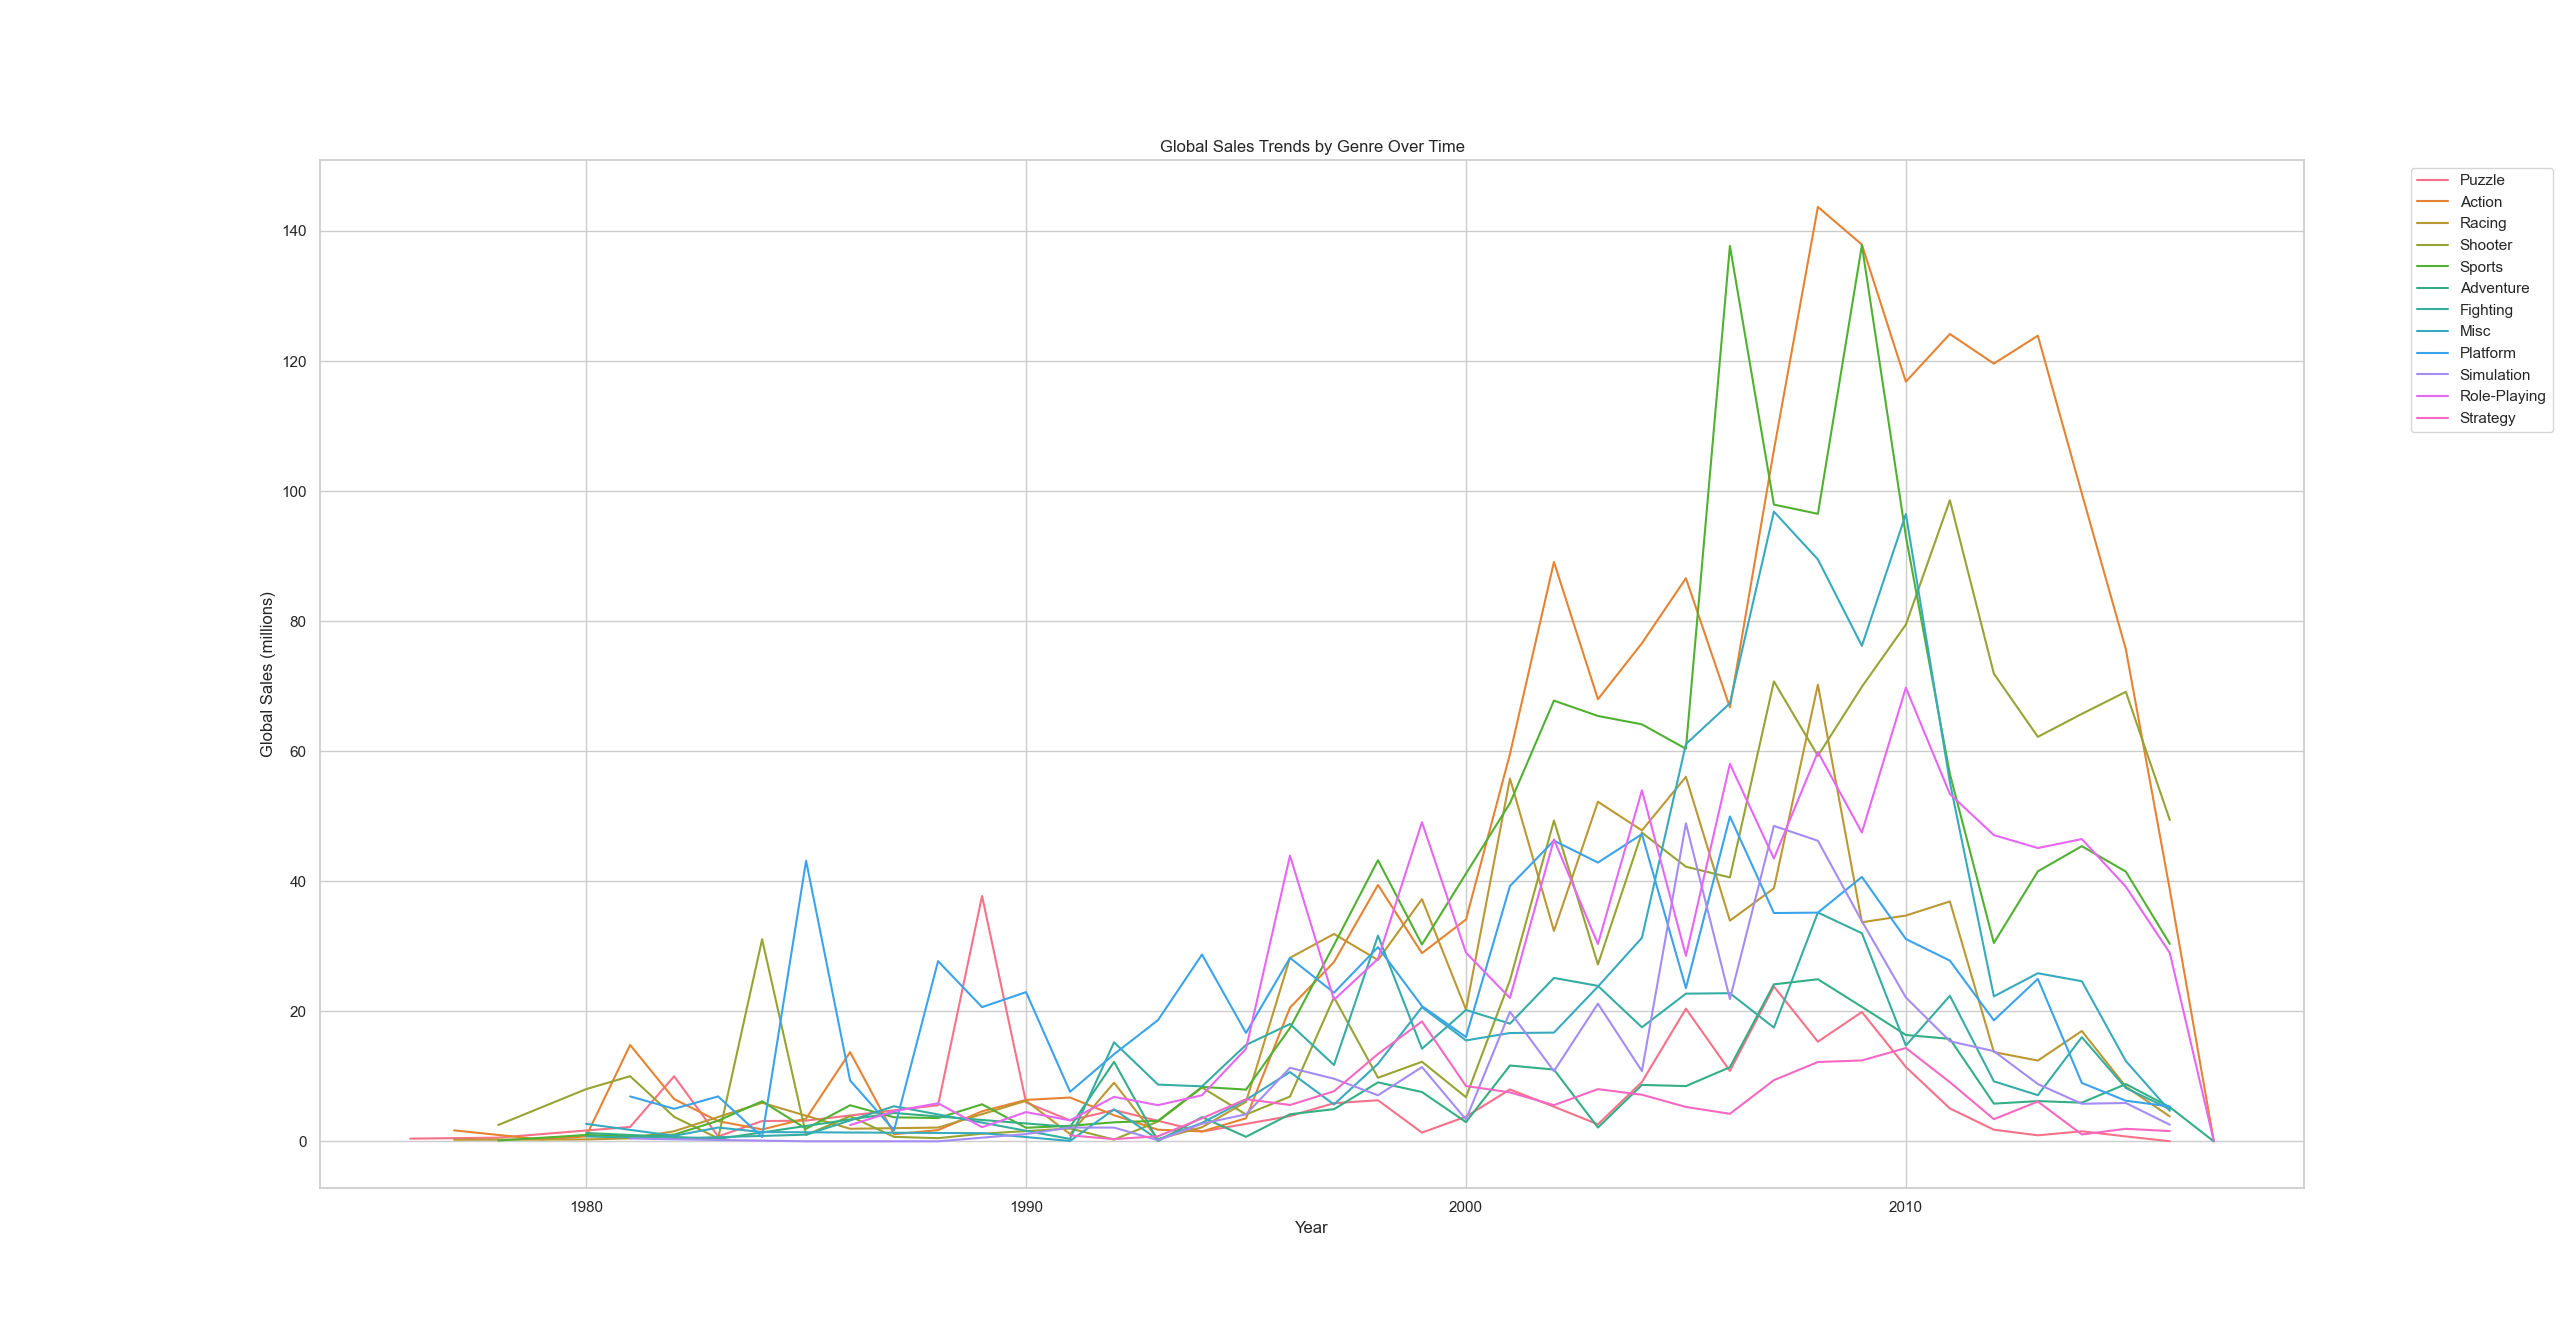 Global Sales Trends by Genre Over Time
Puzzle
Action
Racing
Shooter
Sports
Adventure
Fighting
Misc
Platform
Simulation
Role-Playing
Strategy
140
120
100
80
60
40
20
0
Global Sales (millions)
1980
1990
2000
2010
Year